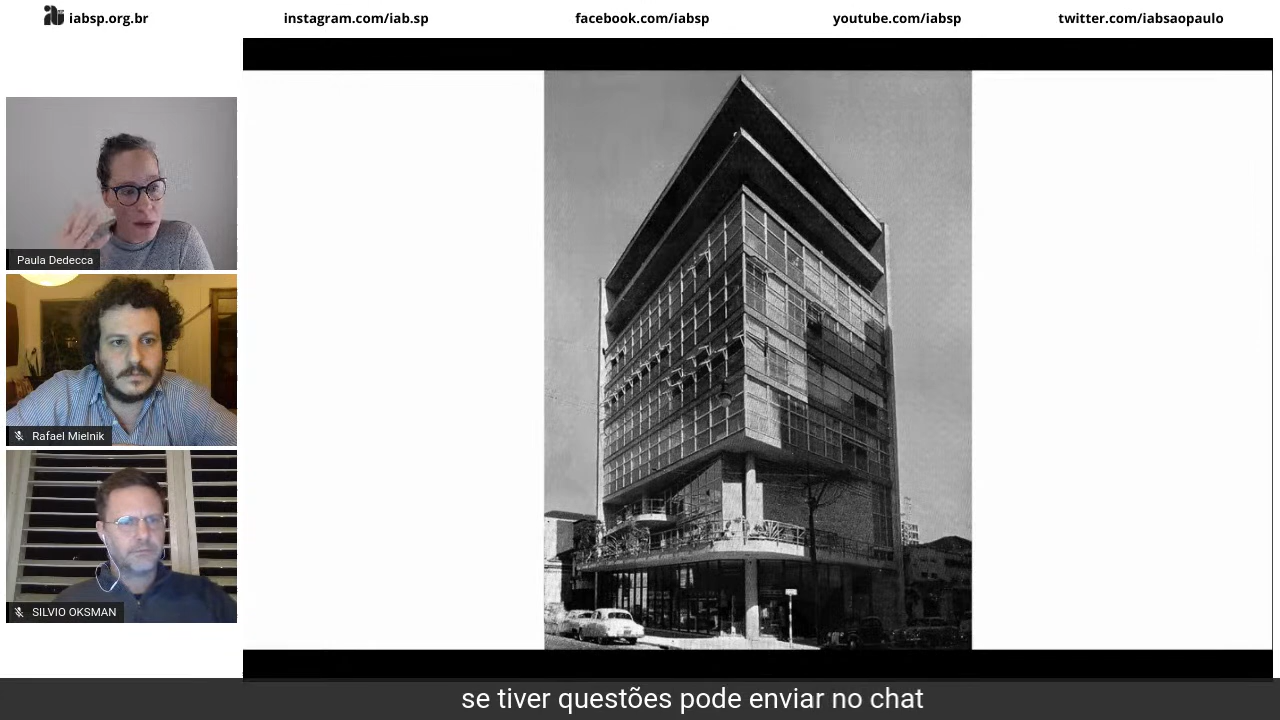 iabsp.org.br
instagram.com/iab.sp
facebook.com/iabsp
youtube.com/iabsp
twitter.com/iabsaopaulo
Paula Dedecca
Rafael Mielnik
SILVIO OKSMAN
se tiver questões pode enviar no chat